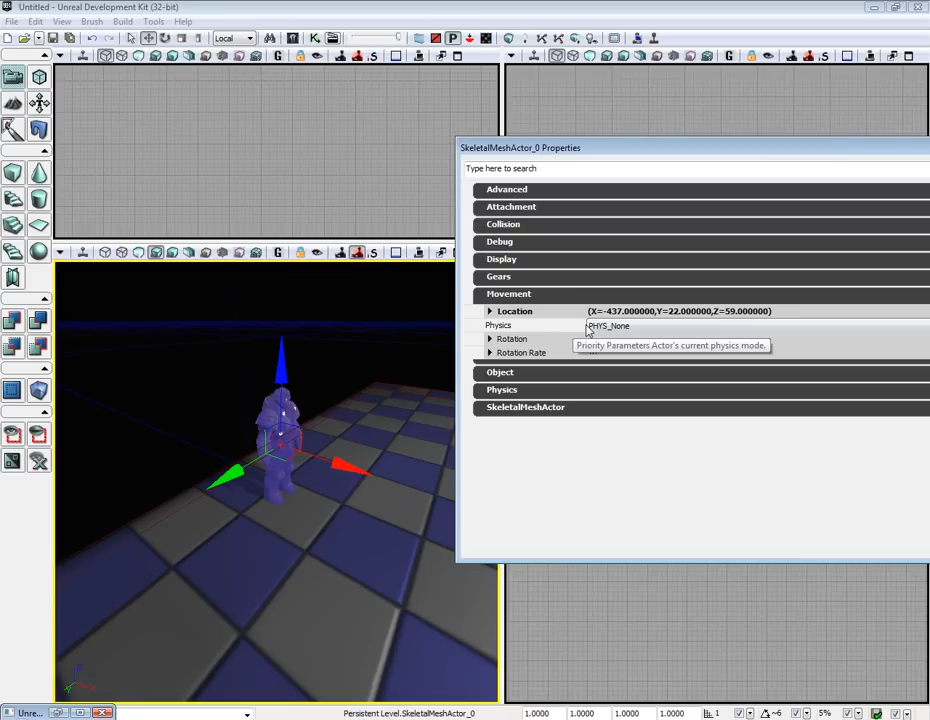 Untitled - Unreal Development Kit (32-bit)
File Edit View Brush Build Tools Help
Local
G S
G S
G S
SkeletalMeshActor_0 Properties
Type here to search
Advanced
Attachment
Collision
Debug
Display
Gears
Movement
Location (X=-437.000000,Y=22.000000,Z=59.000000)
Physics PHYS_None
Rotation
Priority Parameters Actor's current physics mode.
Rotation Rate
Object
Physics
SkeletalMeshActor
Unre...
Persistent Level.SkeletalMeshActor_0 1.0000 1.0000 1.0000 1.0000 1 ~6 5%